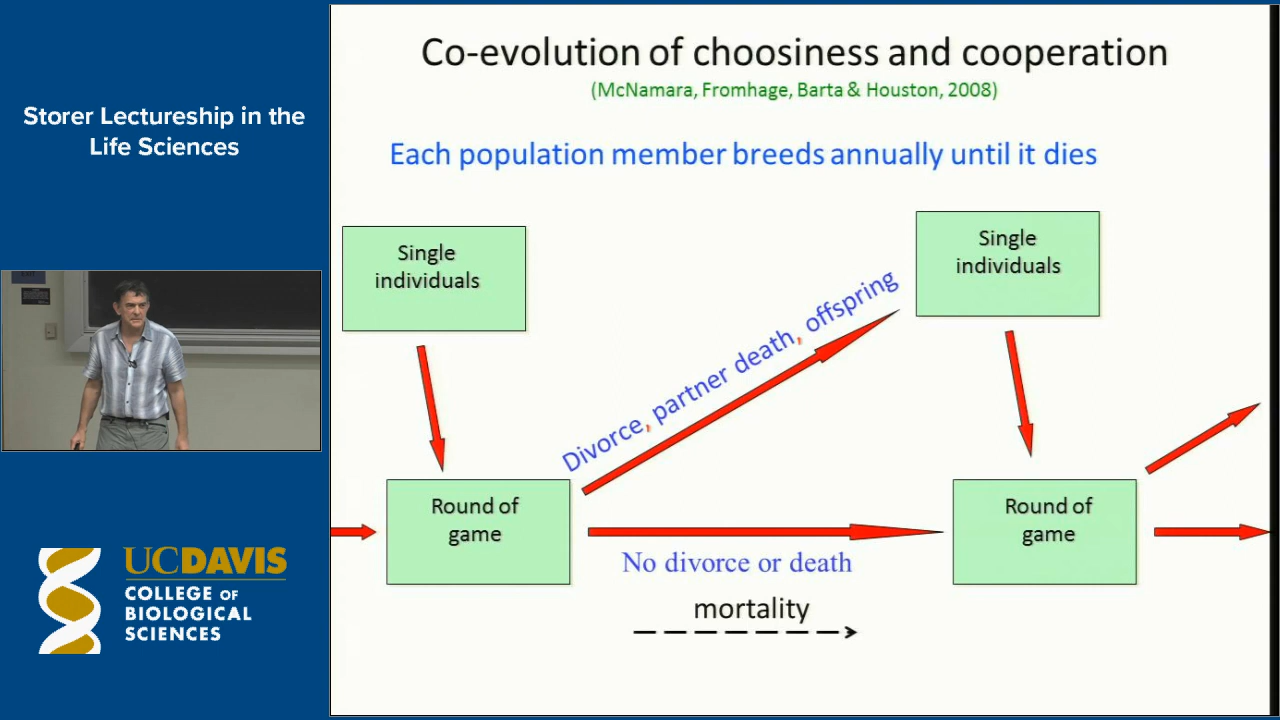 Storer Lectureship in the
Life Sciences
UCDAVIS
COLLEGE OF
BIOLOGICAL
SCIENCES
Co-evolution of choosiness and cooperation
(McNamara, Fromhage, Barta & Houston, 2008)
Each population member breeds annually until it dies
Single
individuals
Single
individuals
Divorce, partner death, offspring
Round of
game
Round of
game
No divorce or death
mortality